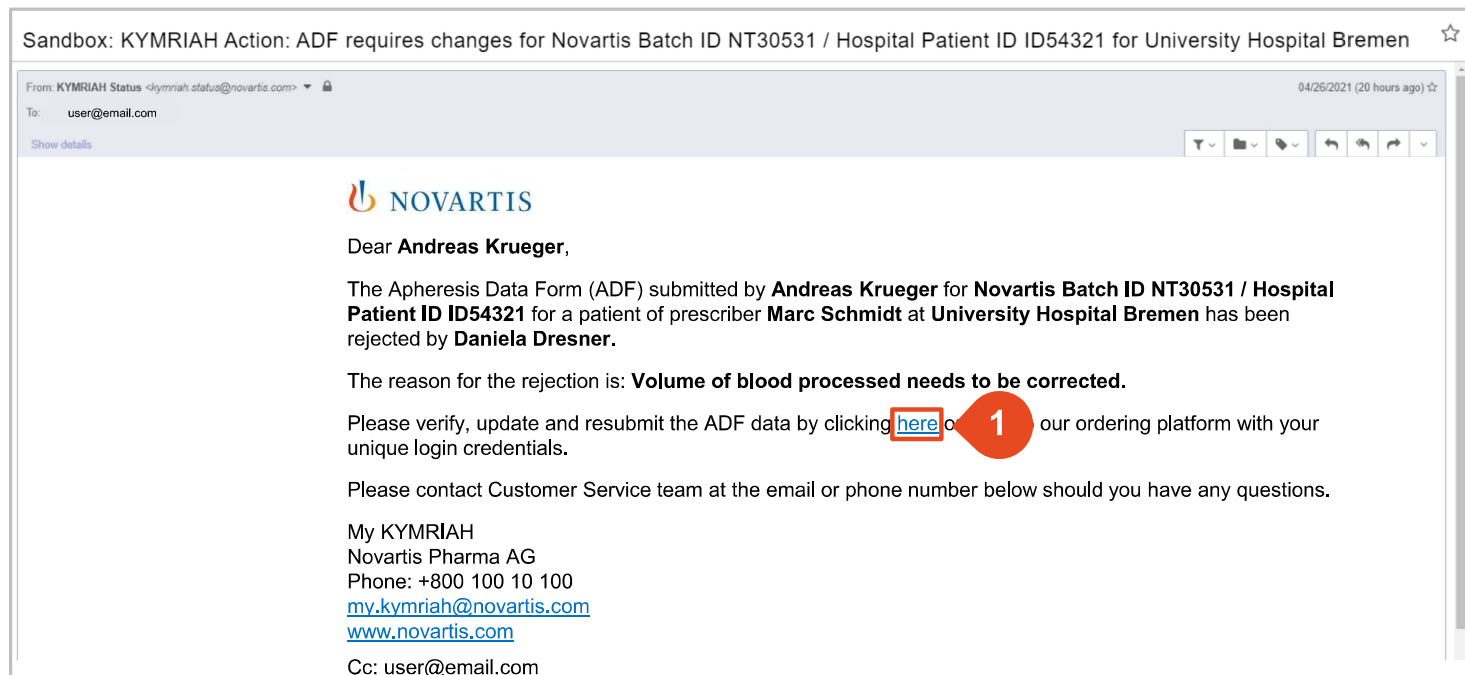 Sandbox: KYMRIAH Action: ADF requires changes for Novartis Batch ID NT30531 / Hospital Patient ID ID54321 for University Hospital Bremen
From: KYMRIAH Status <kymriah.status@novartis.com>
04/26/2021 (20 hours ago)
To: user@email.com
Show details
NOVARTIS
Dear Andreas Krueger,
The Apheresis Data Form (ADF) submitted by Andreas Krueger for Novartis Batch ID NT30531 / Hospital
Patient ID ID54321 for a patient of prescriber Marc Schmidt at University Hospital Bremen has been
rejected by Daniela Dresner.
The reason for the rejection is: Volume of blood processed needs to be corrected.
Please verify, update and resubmit the ADF data by clicking here 1 our ordering platform with your
unique login credentials.
Please contact Customer Service team at the email or phone number below should you have any questions.
My KYMRIAH
Novartis Pharma AG
Phone: +800 100 10 100
my.kymriah@novartis.com
www.novartis.com
Cc: user@email.com